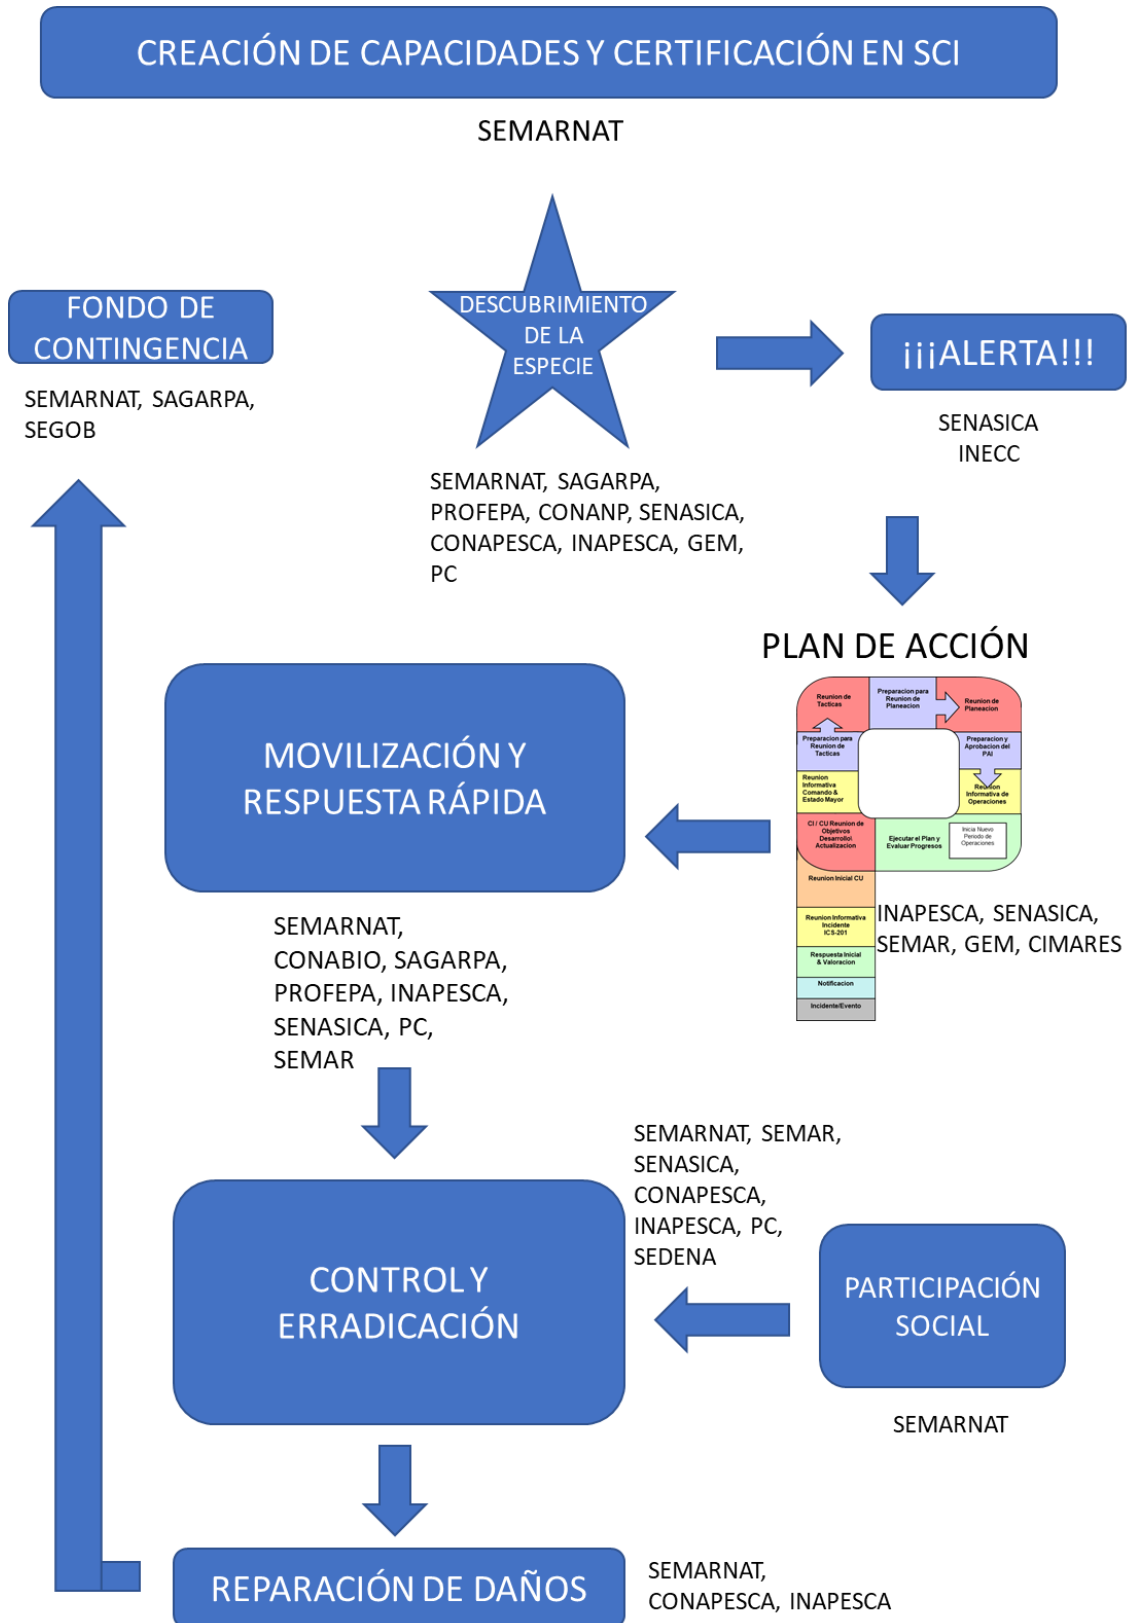 CREACIÓN DE CAPACIDADES Y CERTIFICACIÓN EN SCI
SEMARNAT
FONDO DE
CONTINGENCIA
SEMARNAT, SAGARPA,
SEGOB
DESCUBRIMIENTO
DE LA
ESPECIE
SEMARNAT, SAGARPA,
PROFEPA, CONANP, SENASICA,
CONAPESCA, INAPESCA, GEM,
PC
¡¡¡ALERTA!!!
SENASICA
INECC
PLAN DE ACCIÓN
Reunion de
Tacticas
Preparacion para
Reunion de
Planeacion
Reunion de
Planeacion
Preparacion para
Reunion de
Tacticas
Preparacion y
Aprobacion del
PAI
Reunion
Informativa
Comando &
Estado Mayor
Reunion
Informativa de
Operaciones
CI / CU Reunion de
Objetivos
Desarrollo\
Actualizacion
Ejecutar el Plan y
Evaluar Progresos
Inicia Nuevo
Periodo de
Operaciones
Reunion Inicial CU
Reunion Informativa
Incidente
ICS-201
Respuesta Inicial
& Valoracion
Notificacion
Incidente/Evento
INAPESCA, SENASICA,
SEMAR, GEM, CIMARES
MOVILIZACIÓN Y
RESPUESTA RÁPIDA
SEMARNAT,
CONABIO, SAGARPA,
PROFEPA, INAPESCA,
SENASICA, PC,
SEMAR
CONTROL Y
ERRADICACIÓN
SEMARNAT, SEMAR,
SENASICA,
CONAPESCA,
INAPESCA, PC,
SEDENA
PARTICIPACIÓN
SOCIAL
SEMARNAT
REPARACIÓN DE DAÑOS
SEMARNAT,
CONAPESCA, INAPESCA